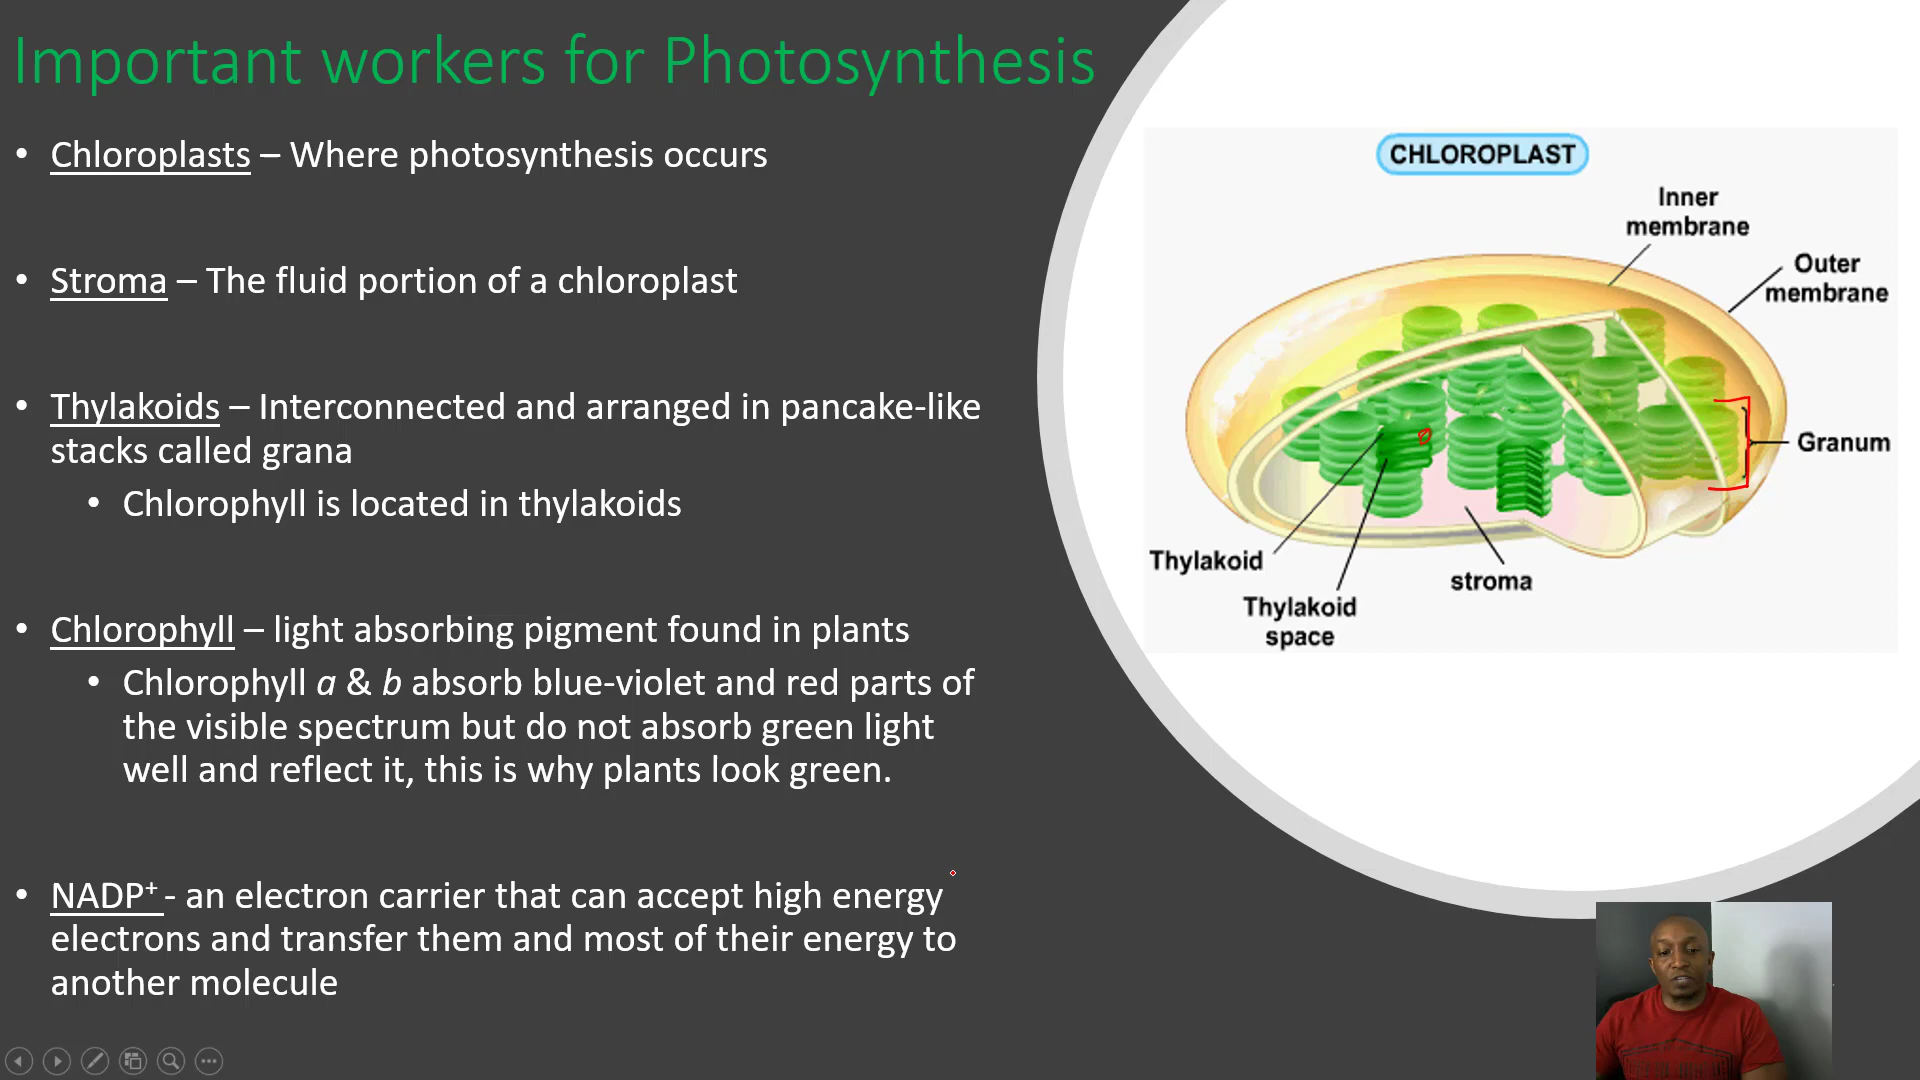 Important workers for Photosynthesis
• Chloroplasts – Where photosynthesis occurs
• Stroma – The fluid portion of a chloroplast
• Thylakoids – Interconnected and arranged in pancake-like
stacks called grana
• Chlorophyll is located in thylakoids
• Chlorophyll – light absorbing pigment found in plants
• Chlorophyll a & b absorb blue-violet and red parts of
the visible spectrum but do not absorb green light
well and reflect it, this is why plants look green.
• NADP⁺ - an electron carrier that can accept high energy
electrons and transfer them and most of their energy to
another molecule
CHLOROPLAST
Inner
membrane
Outer
membrane
Granum
Thylakoid
Thylakoid
space
stroma